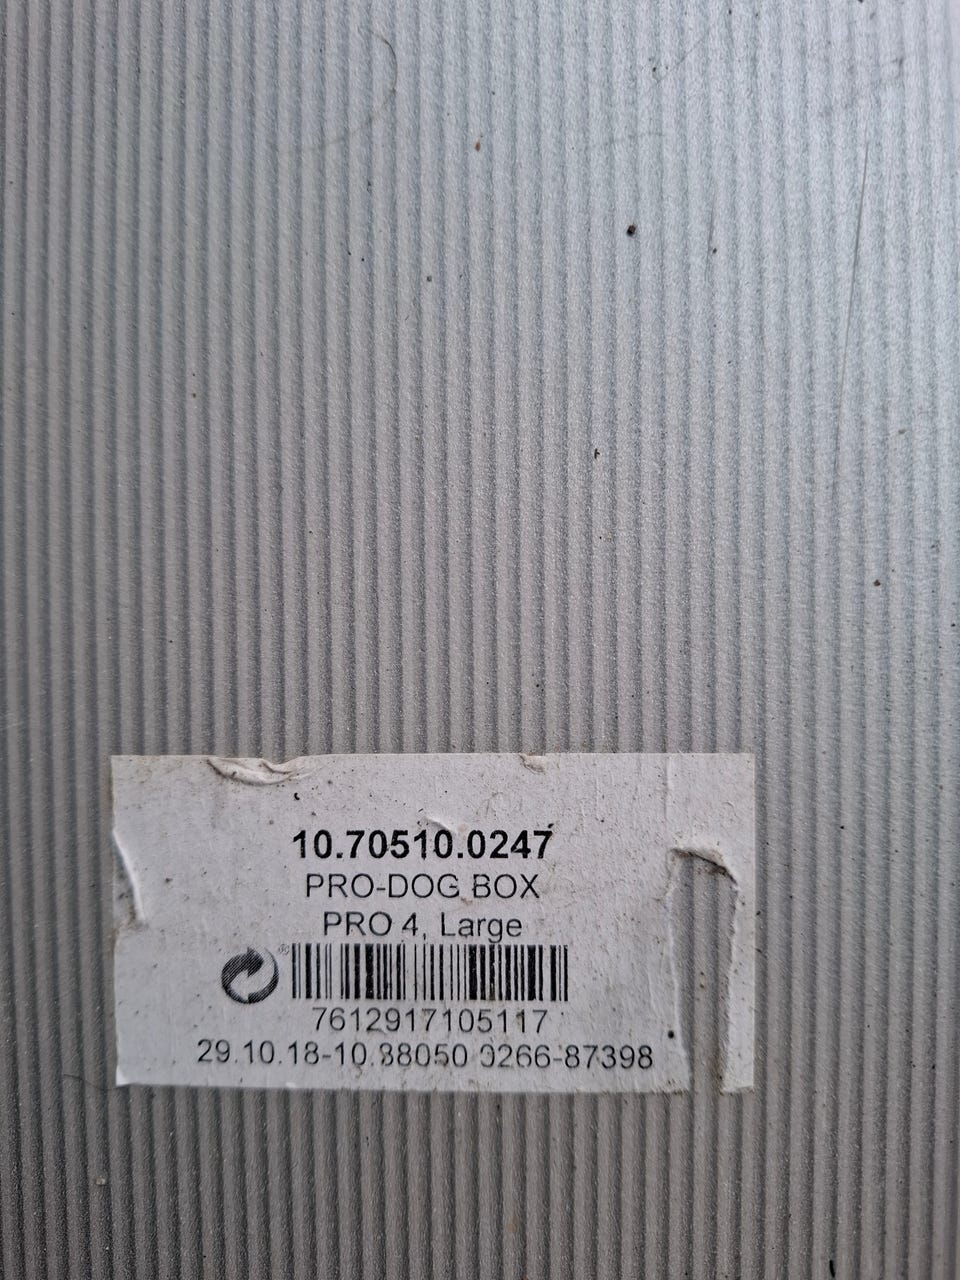 10.70510.0247
PRO-DOG BOX
PRO 4, Large
®
7612917105117
29.10.18-10.88050 0266-87398